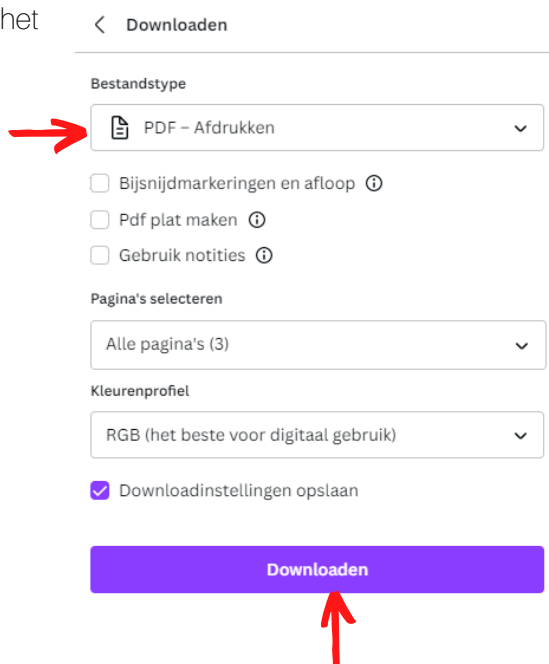 het
Downloaden
Bestandstype
PDF – Afdrukken
Bijsnijdmarkeringen en afloop
Pdf plat maken
Gebruik notities
Pagina's selecteren
Alle pagina's (3)
Kleurenprofiel
RGB (het beste voor digitaal gebruik)
Downloadinstellingen opslaan
Downloaden